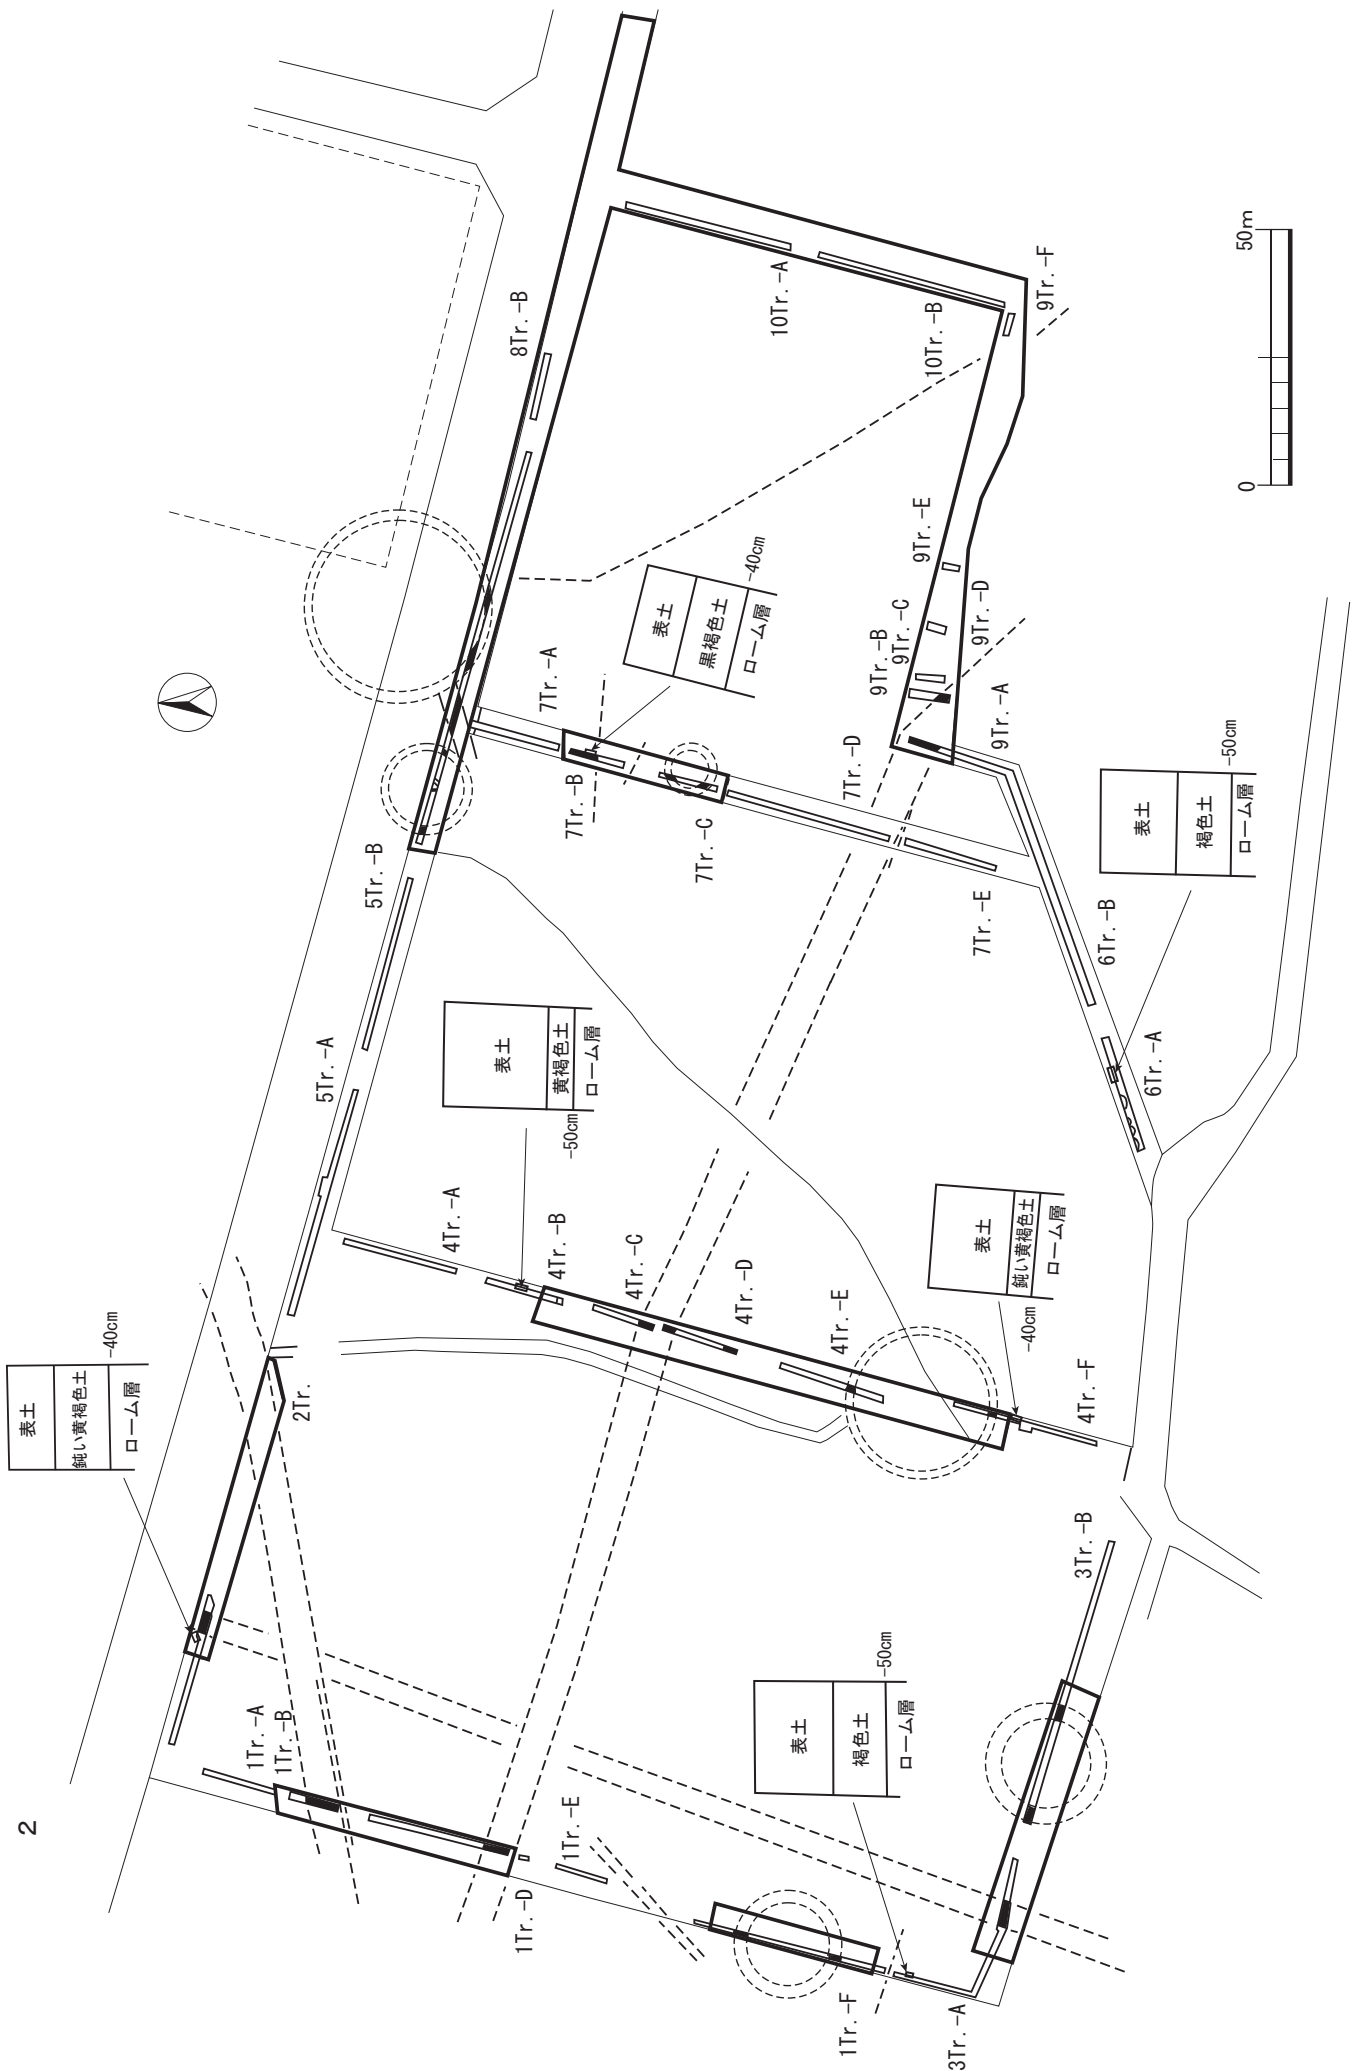 2
表土
鈍い黄褐色土
ローム層
-40cm
2Tr.
1Tr.-A
1Tr.-B
1Tr.-D
1Tr.-E
1Tr.-F
表土
褐色土
ローム層
-50cm
3Tr.-A
3Tr.-B
5Tr.-A
5Tr.-B
4Tr.-A
表土
黄褐色土
ローム層
-50cm
4Tr.-B
4Tr.-C
4Tr.-D
4Tr.-E
4Tr.-F
表土
鈍い黄褐色土
ローム層
-40cm
8Tr.-B
7Tr.-A
表土
黒褐色土
ローム層
-40cm
7Tr.-B
7Tr.-C
7Tr.-D
7Tr.-E
6Tr.-A
6Tr.-B
表土
褐色土
ローム層
-50cm
9Tr.-A
9Tr.-B
9Tr.-C
9Tr.-D
9Tr.-E
9Tr.-F
10Tr.-A
10Tr.-B
0
50m